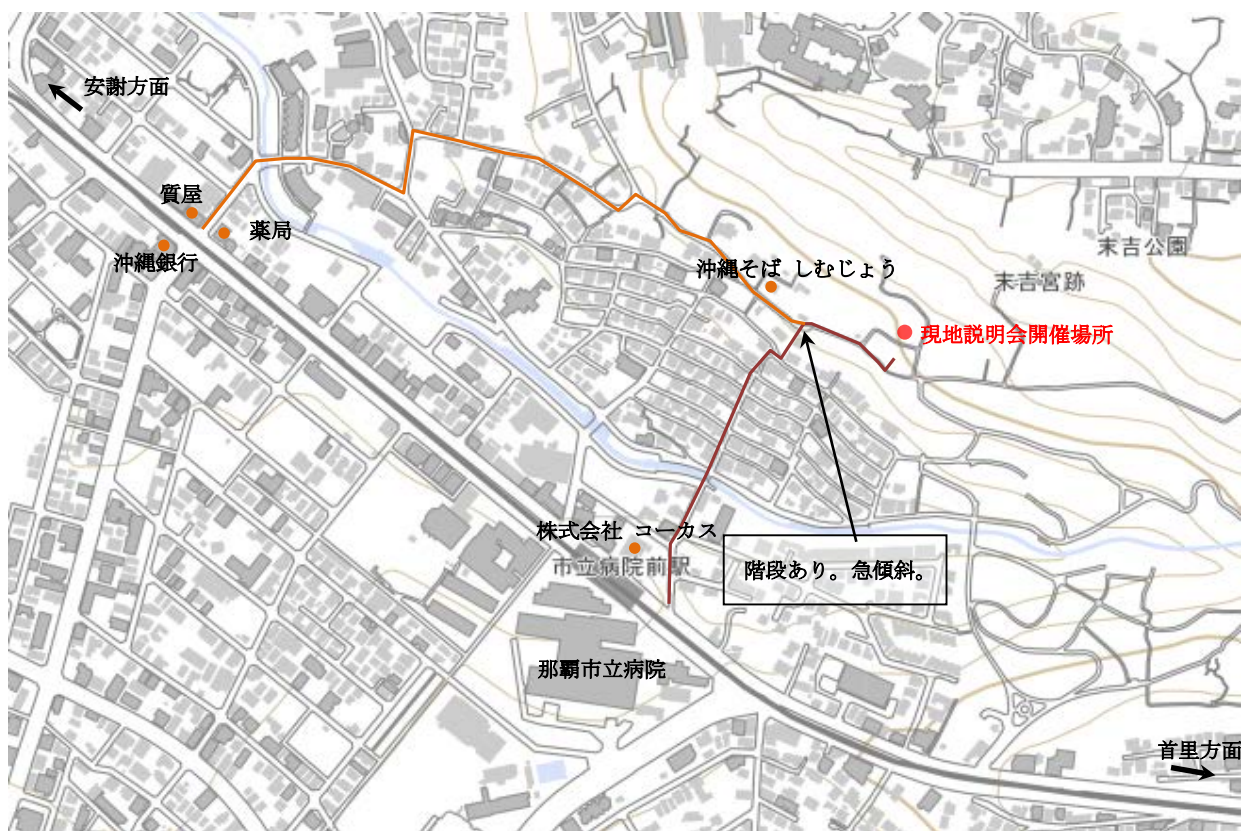 安謝方面
質屋
薬局
沖縄銀行
末吉公園
沖縄そば しむじょう
末吉宮跡
現地説明会開催場所
株式会社 コーカス
市立病院前駅
階段あり。急傾斜。
那覇市立病院
首里方面